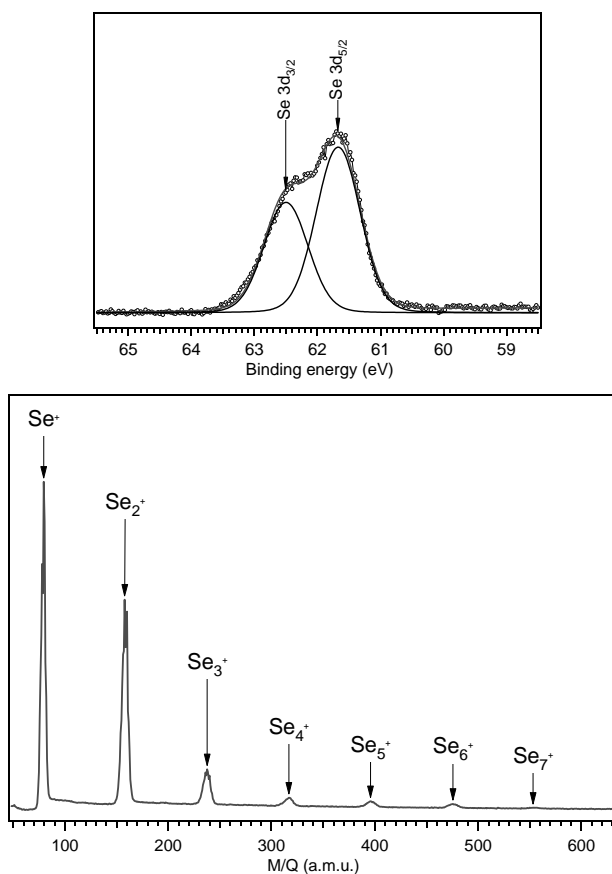 Se 3d3/2
Se 3d5/2
65 64 63 62 61 60 59
Binding energy (eV)
Se+
Se2+
Se3+
Se4+
Se5+
Se6+
Se7+
100 200 300 400 500 600
M/Q (a.m.u.)